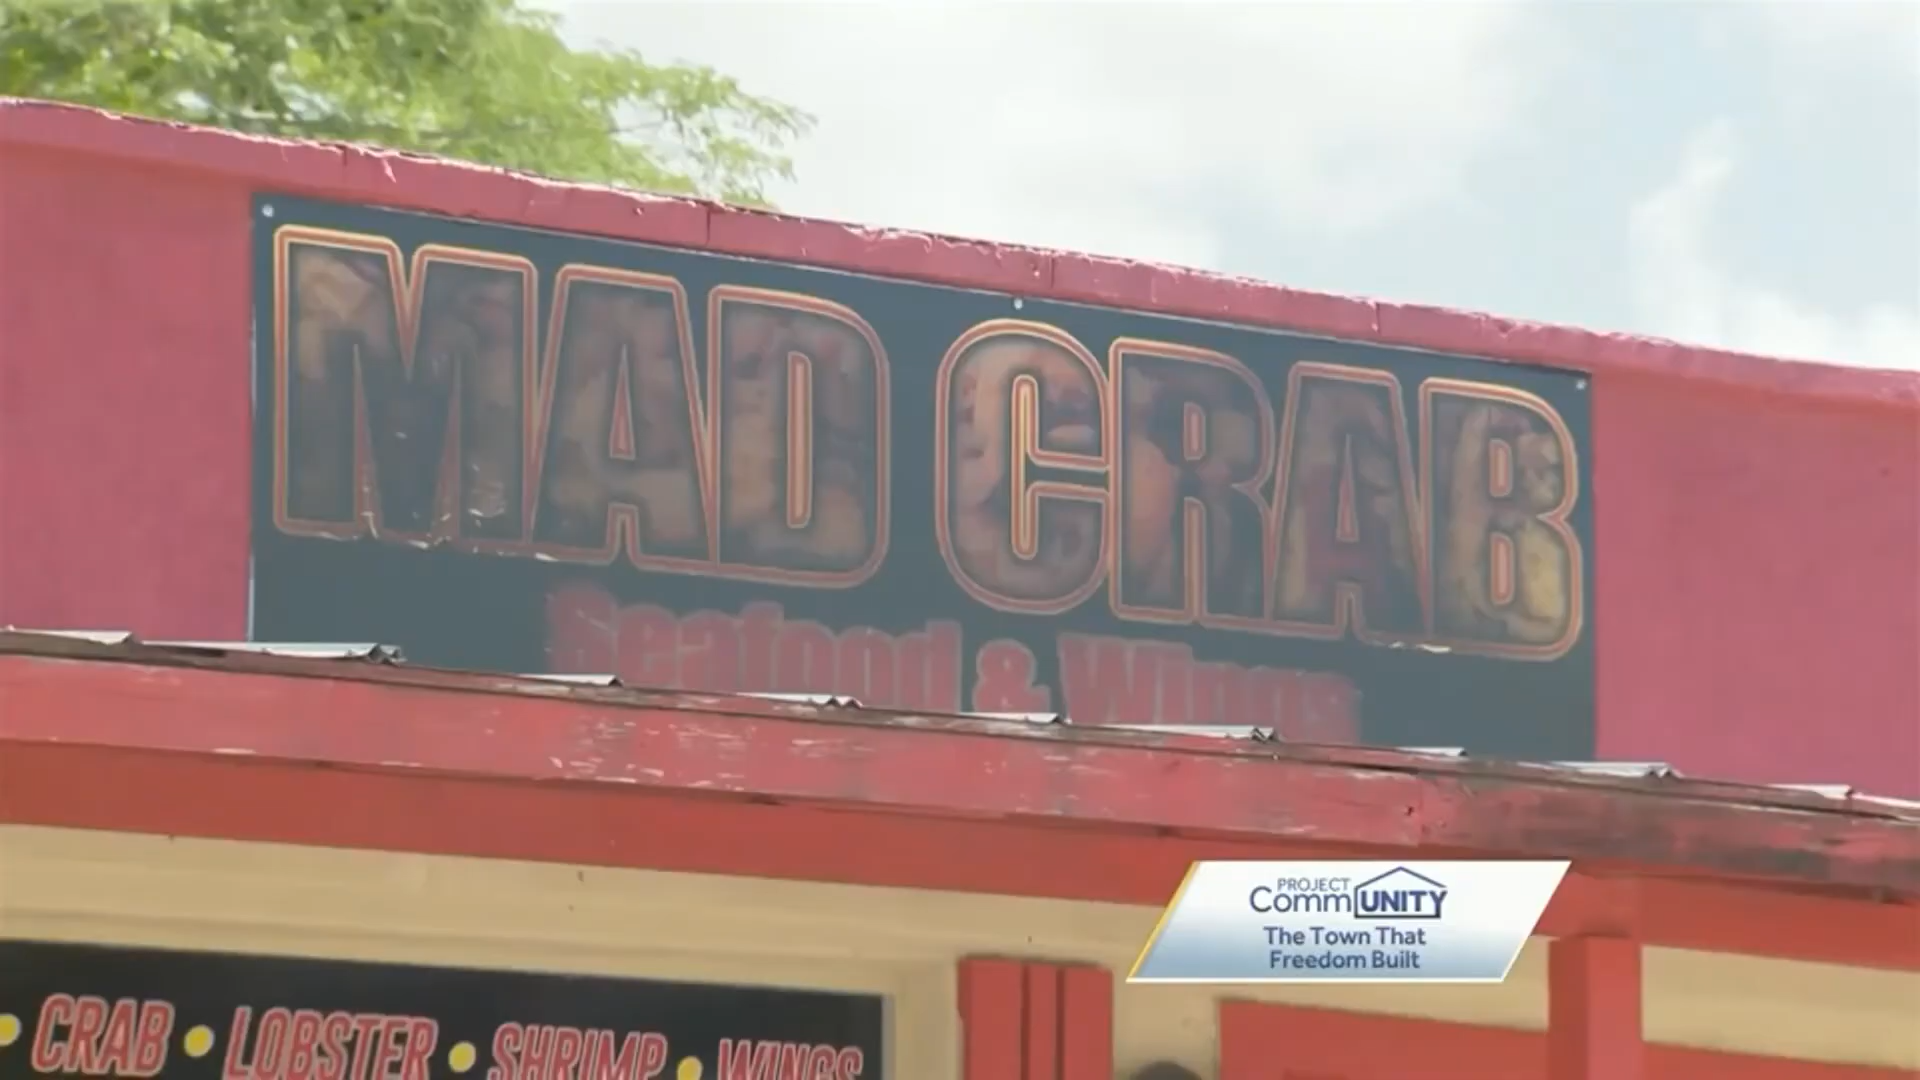 MAD CRAB
Seafood & Wings
PROJECT
CommUNITY
The Town That
Freedom Built
• CRAB • LOBSTER • SHRIMP • WINGS